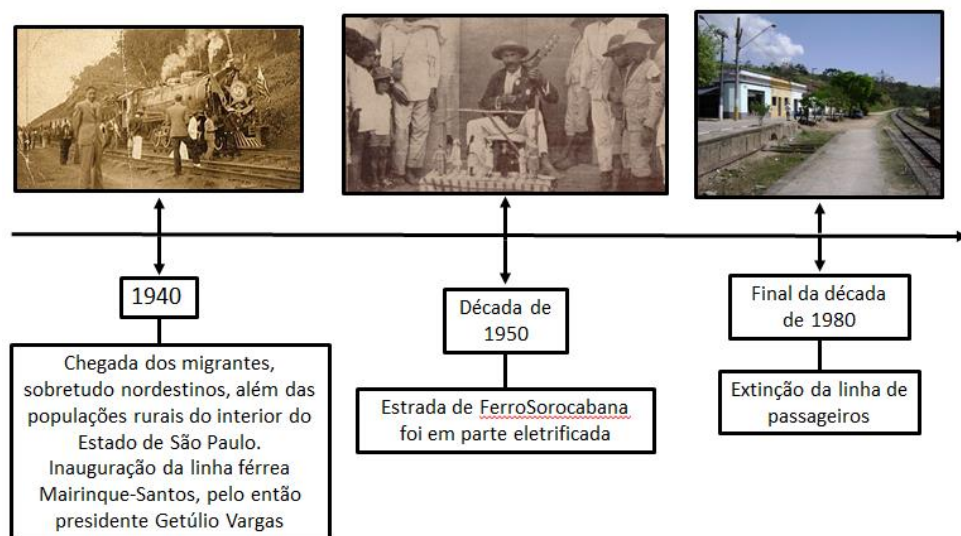 1940
Chegada dos migrantes,
sobretudo nordestinos, além das
populações rurais do interior do
Estado de São Paulo.
Inauguração da linha férrea
Mairinque-Santos, pelo então
presidente Getúlio Vargas
Década de
1950
Estrada de FerroSorocabana
foi em parte eletrificada
Final da década
de 1980
Extinção da linha de
passageiros